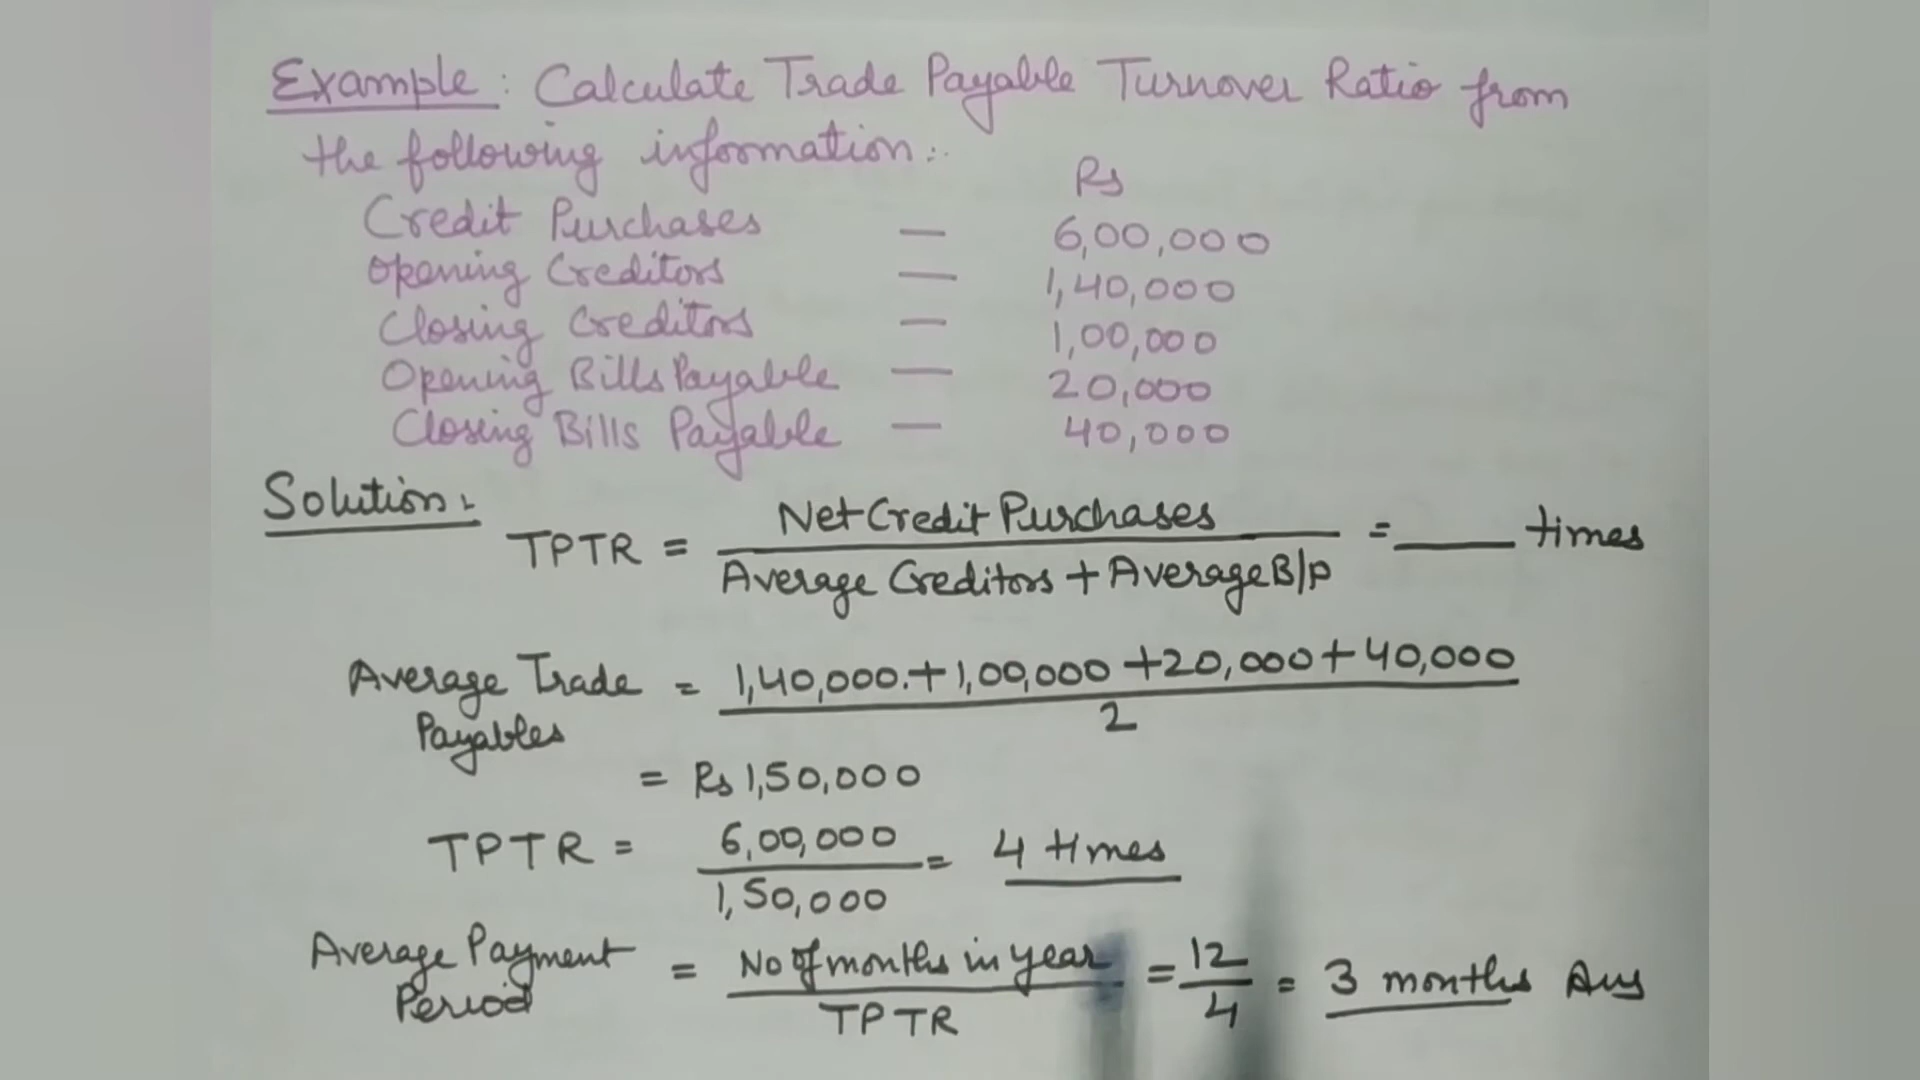 Example: Calculate Trade Payable Turnover Ratio from
the following information:
Rs
Credit Purchases — 6,00,000
Opening Creditors — 1,40,000
Closing Creditors — 1,00,000
Opening Bills Payable — 20,000
Closing Bills Payable — 40,000
Solution:
TPTR = Net Credit Purchases / Average Creditors + Average B/P = ____ times
Average Trade Payables = 1,40,000 + 1,00,000 + 20,000 + 40,000 / 2
= Rs 1,50,000
TPTR = 6,00,000 / 1,50,000 = 4 times
Average Payment Period = No of months in year / TPTR = 12 / 4 = 3 months Ans